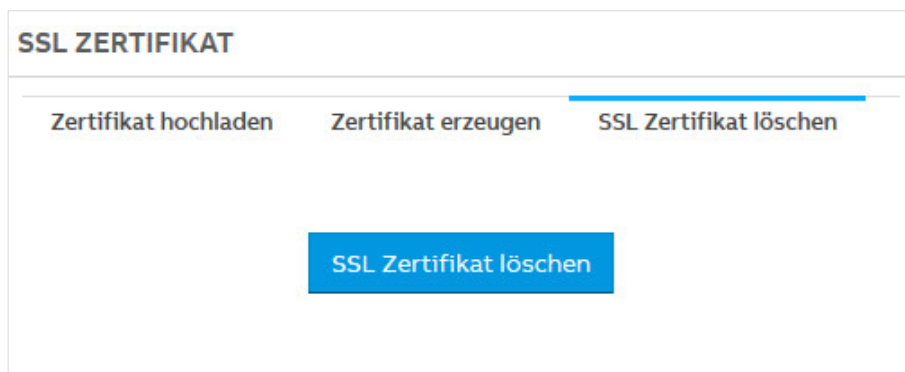 SSL ZERTIFIKAT
Zertifikat hochladen Zertifikat erzeugen SSL Zertifikat löschen
SSL Zertifikat löschen